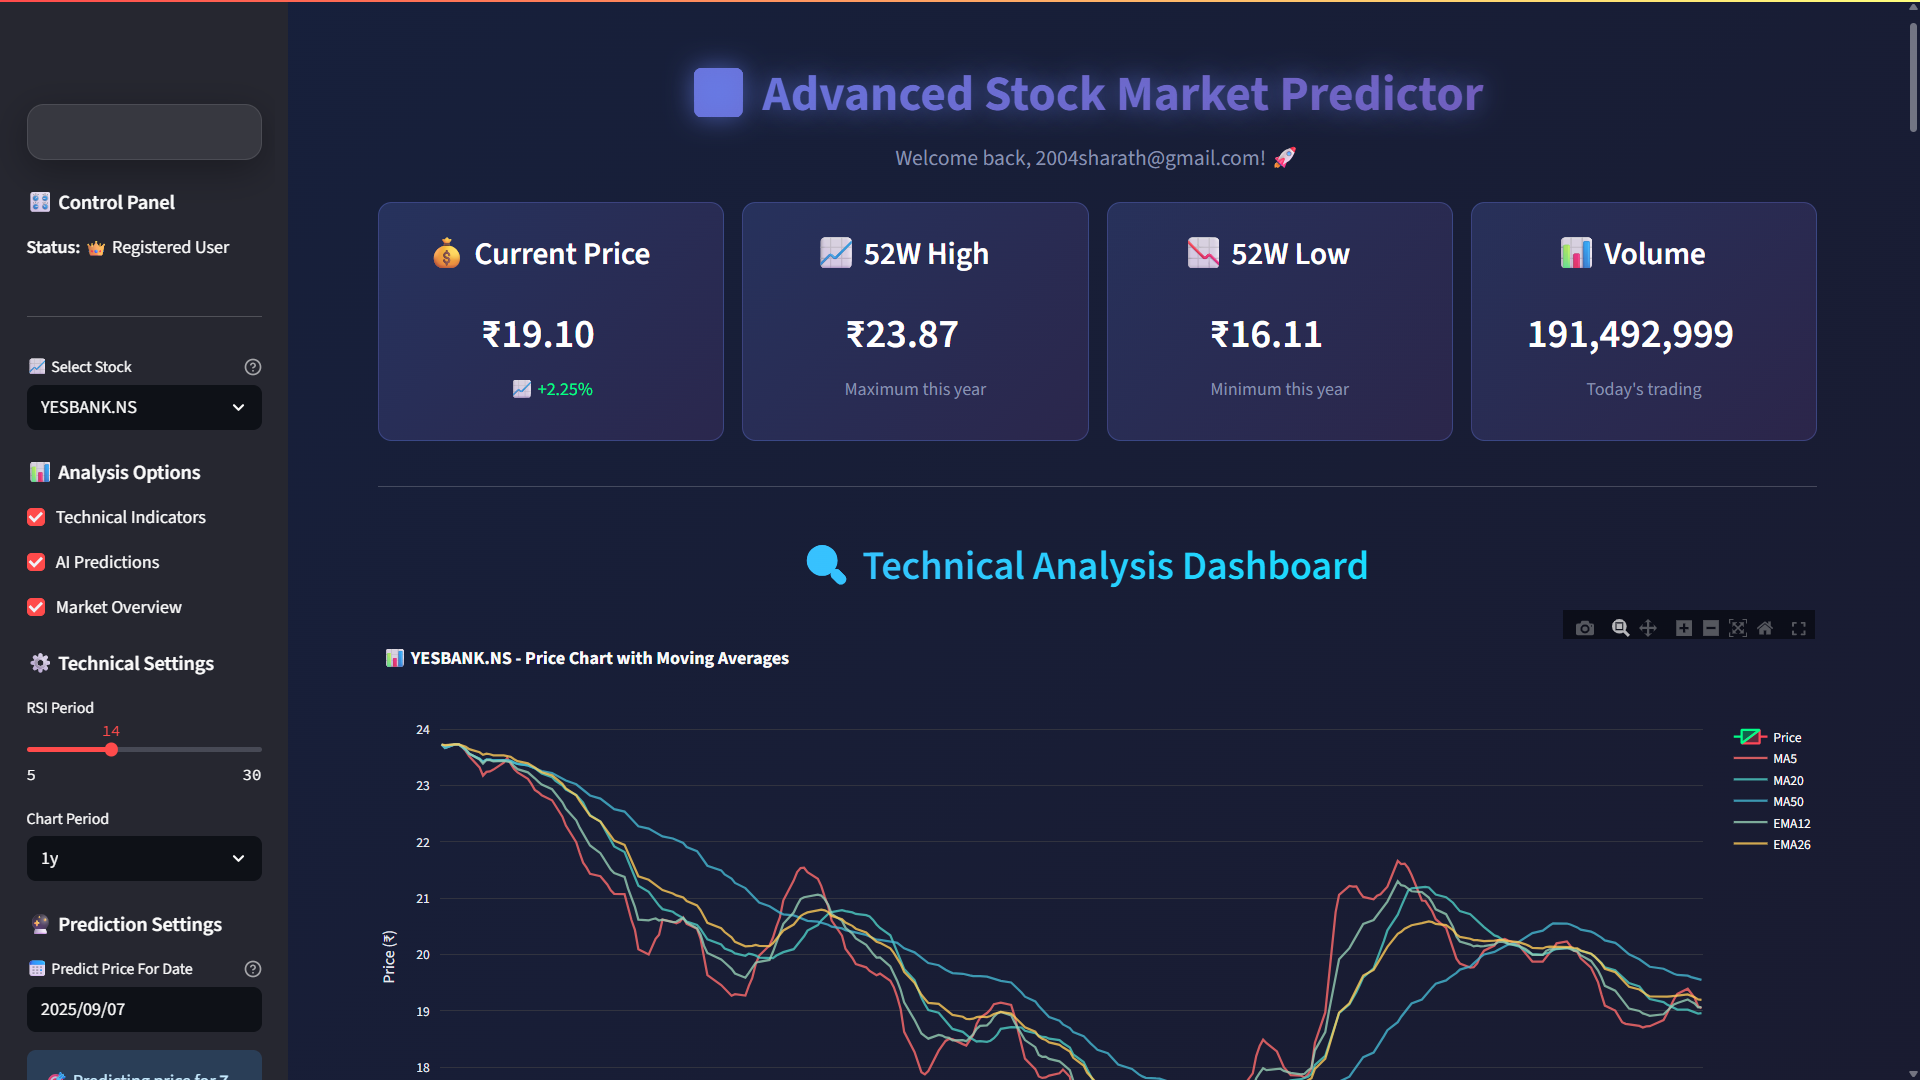 Control Panel
Status: Registered User
Select Stock
YESBANK.NS
Analysis Options
Technical Indicators
AI Predictions
Market Overview
Technical Settings
RSI Period
14
5 30
Chart Period
1y
Prediction Settings
Predict Price For Date
2025/09/07
Predicting price for 7
Advanced Stock Market Predictor
Welcome back, 2004sharath@gmail.com! 🚀
Current Price
₹19.10
+2.25%
52W High
₹23.87
Maximum this year
52W Low
₹16.11
Minimum this year
Volume
191,492,999
Today's trading
Technical Analysis Dashboard
YESBANK.NS - Price Chart with Moving Averages
24
23
22
21
20
19
18
Price (₹)
Price
MA5
MA20
MA50
EMA12
EMA26